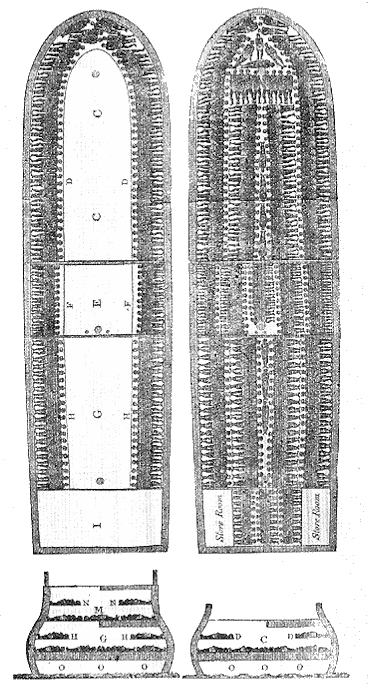 C
D D
C
F E F
H G H
I
Store Room
Store Room
N N
M
H G H
O O O
D C D
O O O